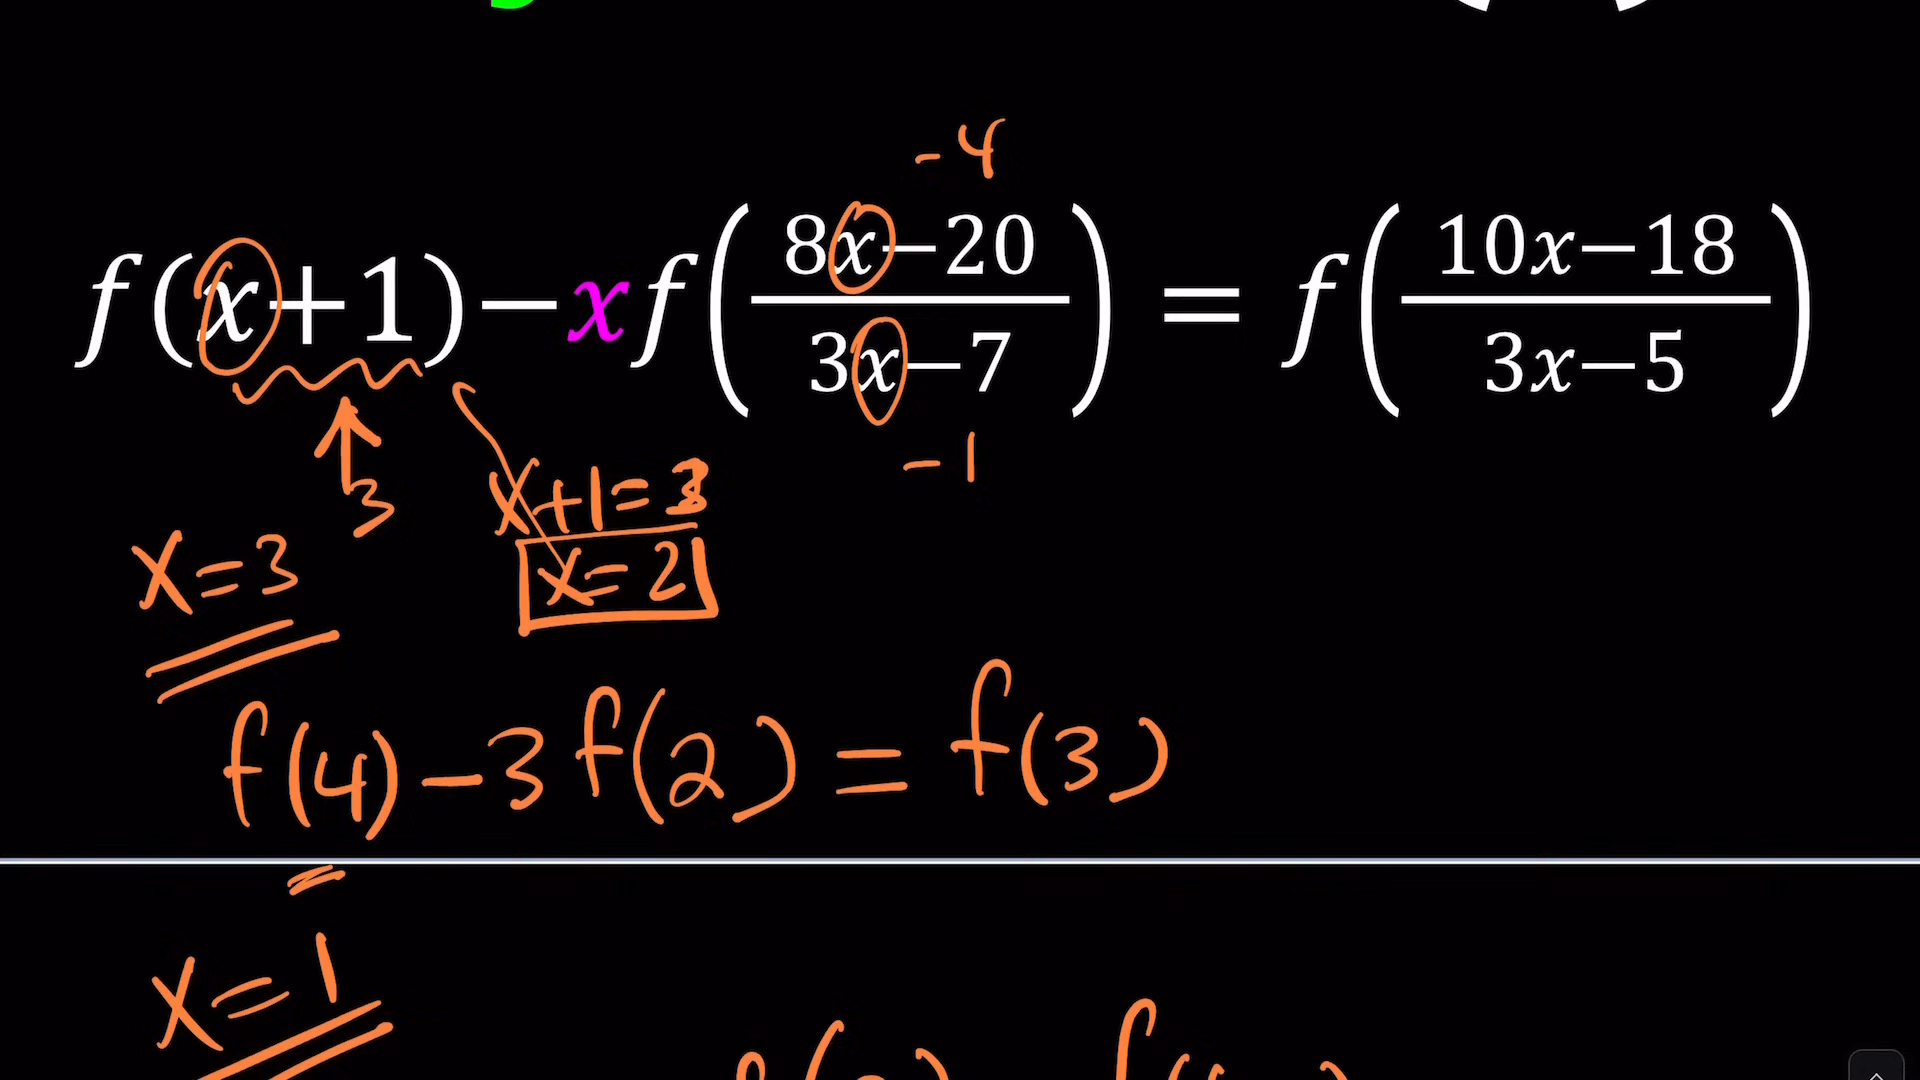 -4
f(x+1)-xf((8x-20)/(3x-7)) = f((10x-18)/(3x-5))
-1
3
x+1=3
x=3
x=2
f(4)-3f(2)=f(3)
x=1